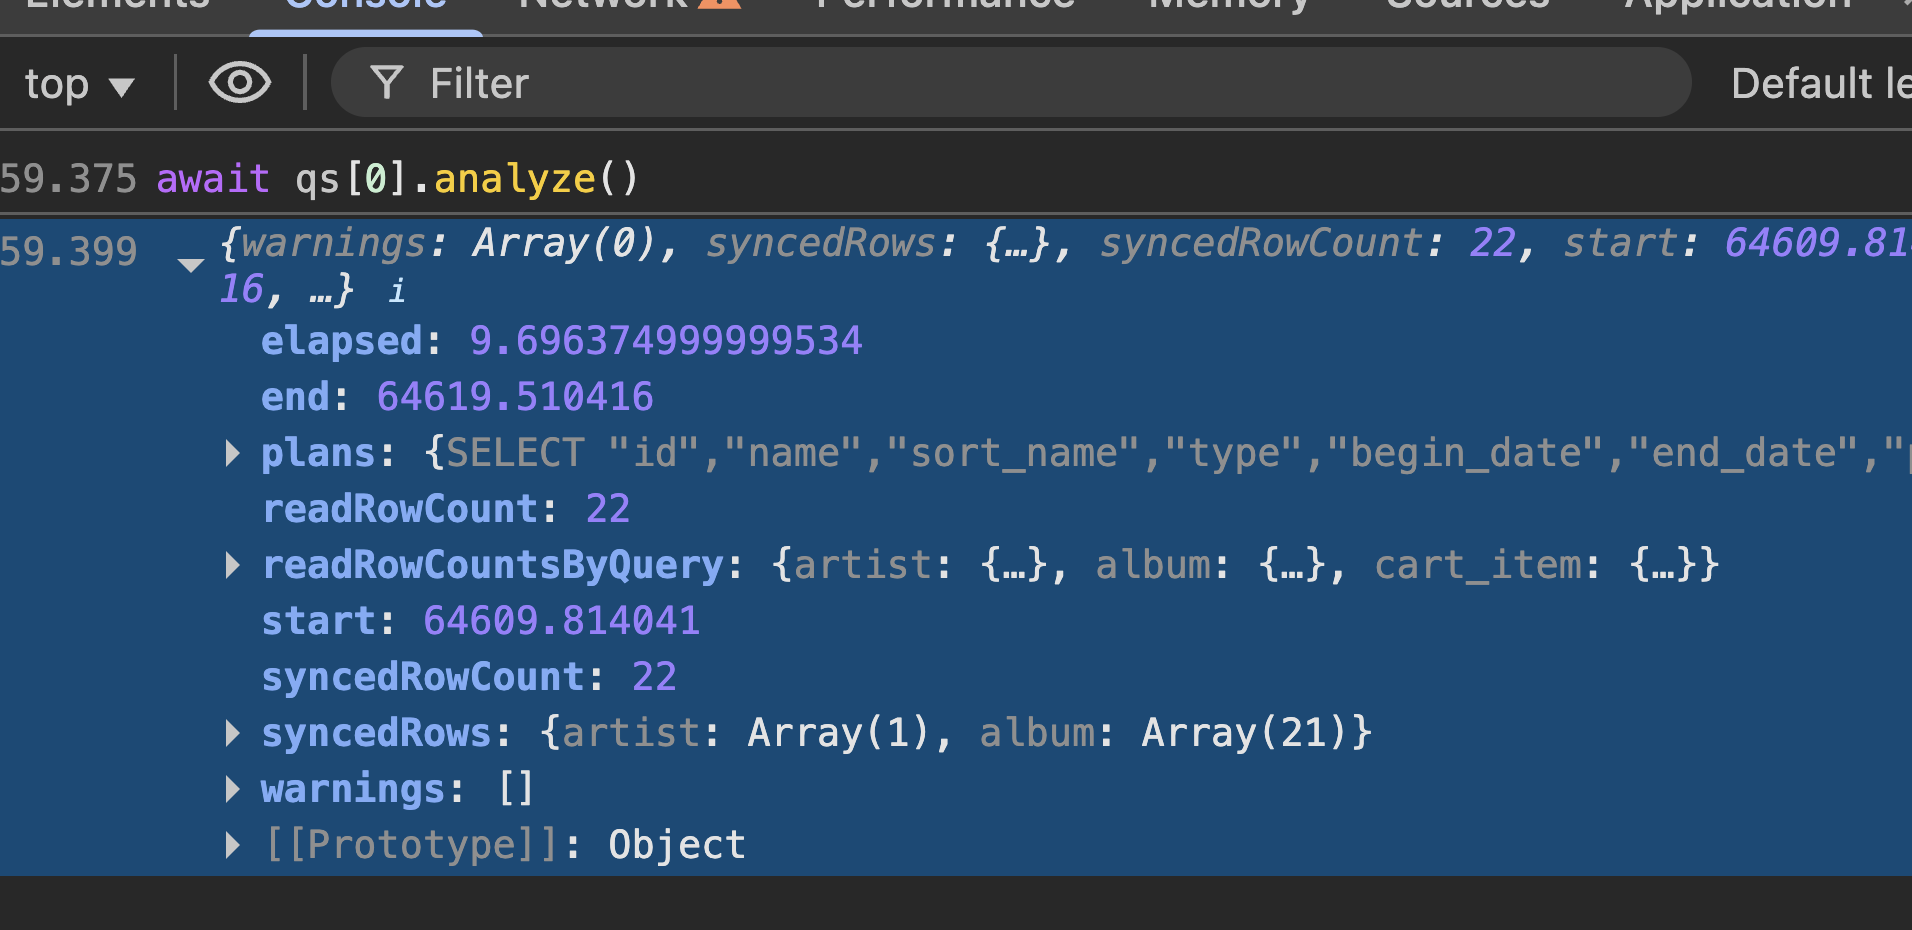 Elements Console Network Performance Memory Sources Application
top Filter Default le
59.375 await qs[0].analyze()
59.399 {warnings: Array(0), syncedRows: {…}, syncedRowCount: 22, start: 64609.81
16, …} i
elapsed: 9.696374999999534
end: 64619.510416
plans: {SELECT "id","name","sort_name","type","begin_date","end_date","
readRowCount: 22
readRowCountsByQuery: {artist: {…}, album: {…}, cart_item: {…}}
start: 64609.814041
syncedRowCount: 22
syncedRows: {artist: Array(1), album: Array(21)}
warnings: []
[[Prototype]]: Object